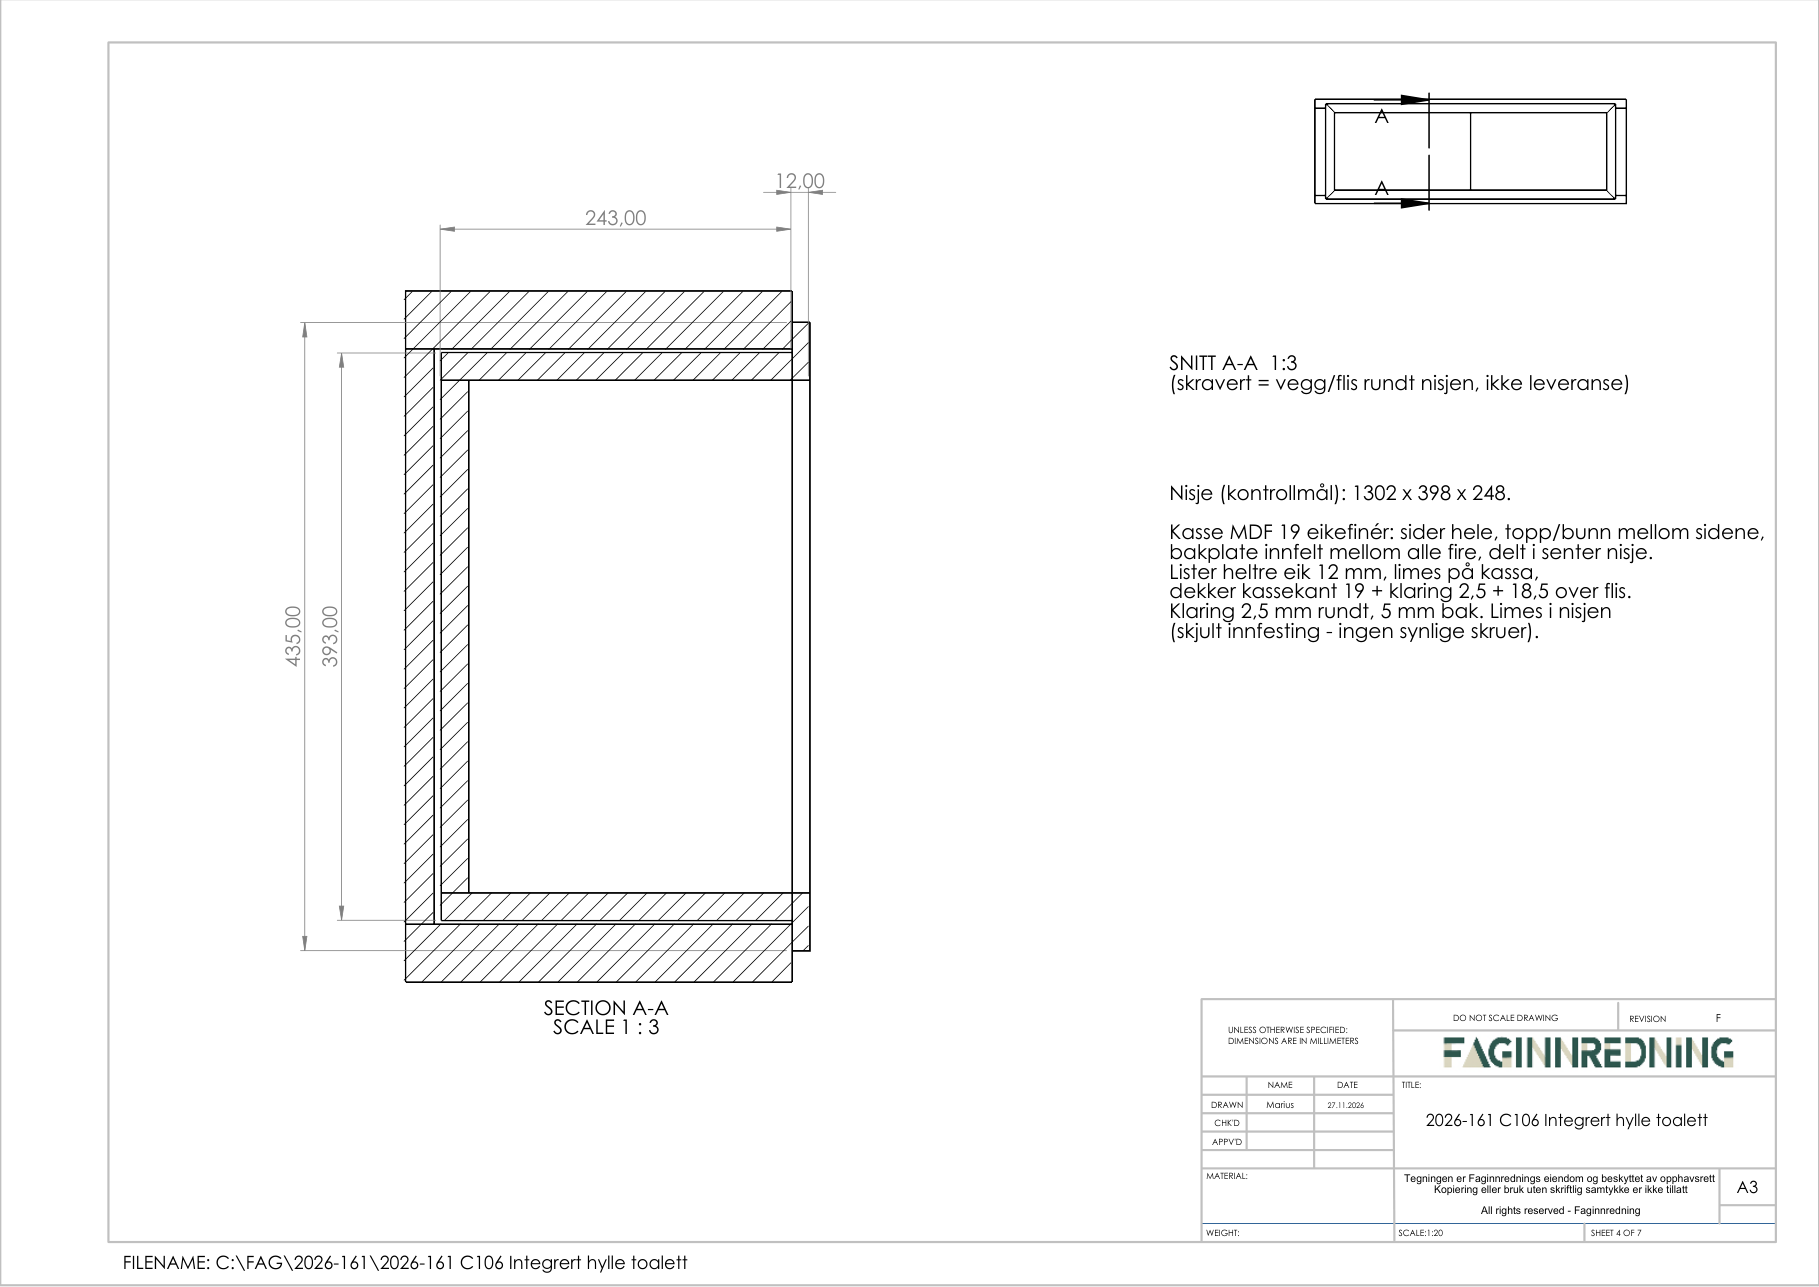 12,00
243,00
A
A
435,00
393,00
SNITT A-A 1:3
(skravert = vegg/flis rundt nisjen, ikke leveranse)
Nisje (kontrollmål): 1302 x 398 x 248.
Kasse MDF 19 eikefinér: sider hele, topp/bunn mellom sidene,
bakplate innfelt mellom alle fire, delt i senter nisje.
Lister heltre eik 12 mm, limes på kassa,
dekker kassekant 19 + klaring 2,5 + 18,5 over flis.
Klaring 2,5 mm rundt, 5 mm bak. Limes i nisjen
(skjult innfesting - ingen synlige skruer).
SECTION A-A
SCALE 1 : 3
UNLESS OTHERWISE SPECIFIED:
DIMENSIONS ARE IN MILLIMETERS
DO NOT SCALE DRAWING
REVISION F
FAGINNREDNING
NAME DATE
DRAWN Marius 27.11.2026
CHK'D
APPV'D
TITLE:
2026-161 C106 Integrert hylle toalett
MATERIAL:
Tegningen er Faginnrednings eiendom og beskyttet av opphavsrett
Kopiering eller bruk uten skriftlig samtykke er ikke tillatt
All rights reserved - Faginnredning
A3
WEIGHT:
SCALE:1:20
SHEET 4 OF 7
FILENAME: C:\FAG\2026-161\2026-161 C106 Integrert hylle toalett